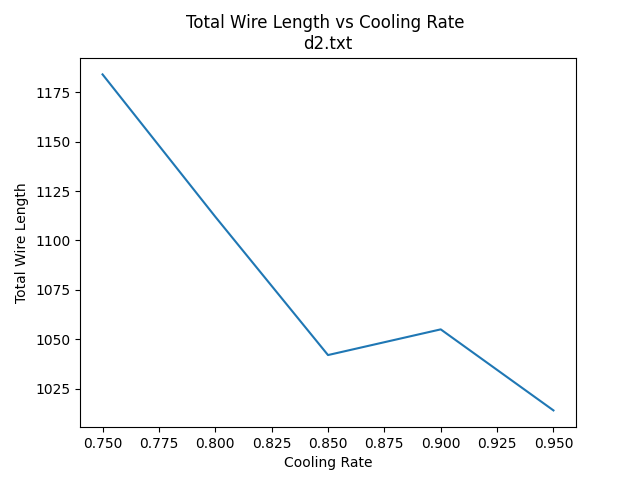 Total Wire Length vs Cooling Rate
d2.txt
Total Wire Length
1175
1150
1125
1100
1075
1050
1025
0.750 0.775 0.800 0.825 0.850 0.875 0.900 0.925 0.950
Cooling Rate